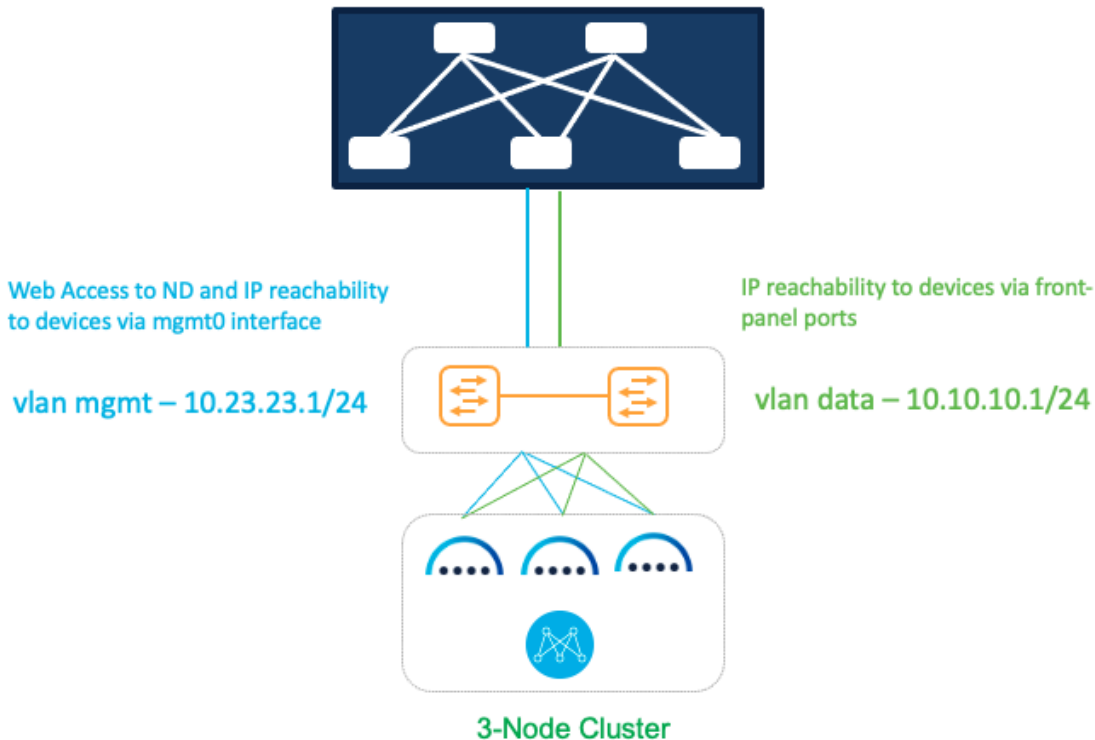 Web Access to ND and IP reachability
to devices via mgmt0 interface
vlan mgmt – 10.23.23.1/24
IP reachability to devices via front-
panel ports
vlan data – 10.10.10.1/24
3-Node Cluster